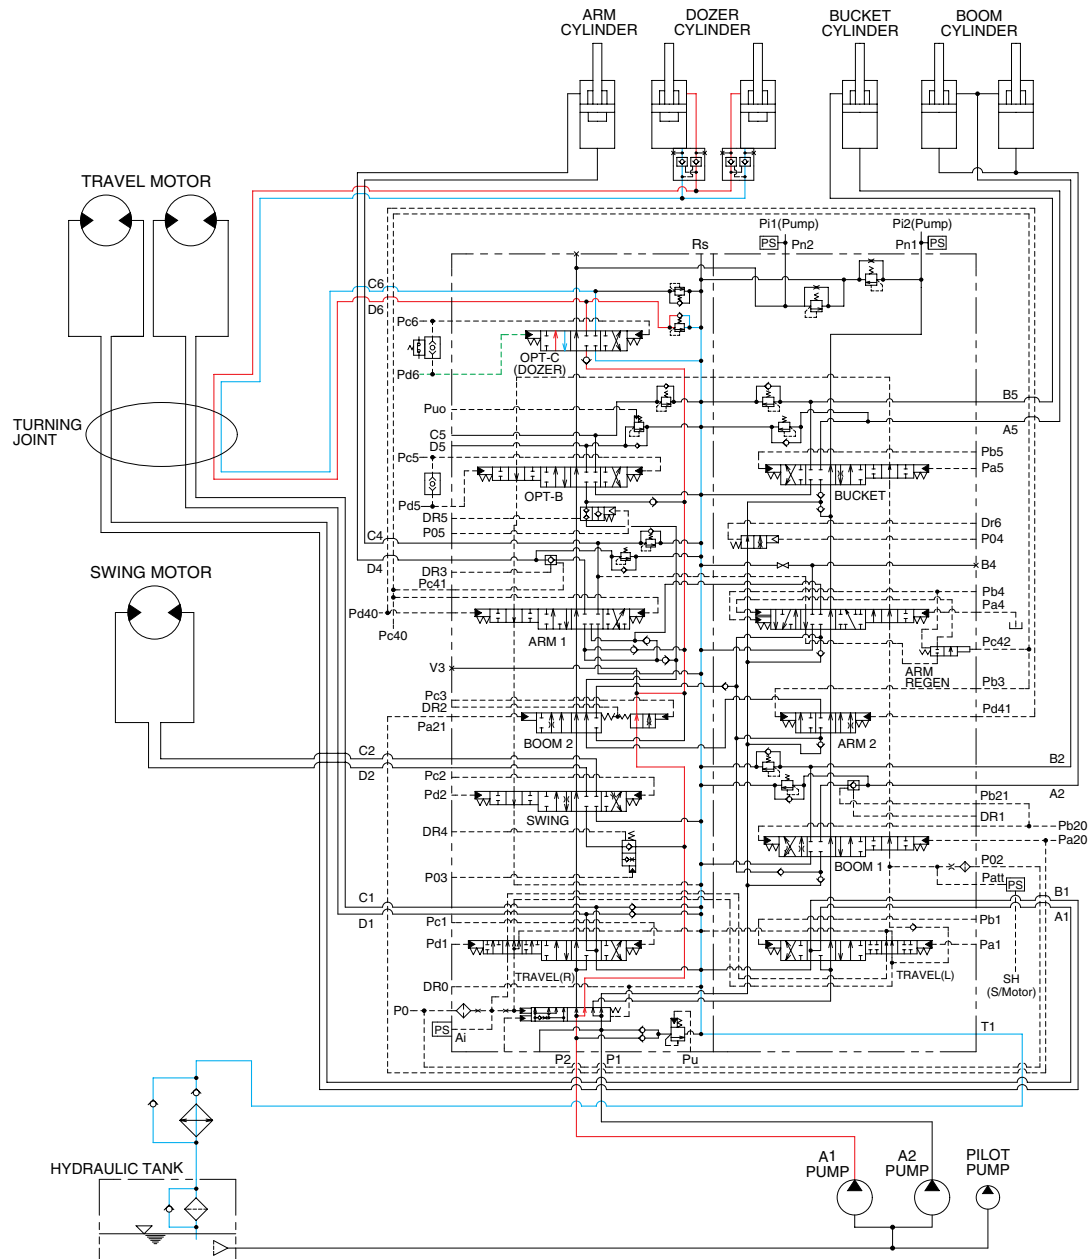 ARM
CYLINDER
DOZER
CYLINDER
BUCKET
CYLINDER
BOOM
CYLINDER
TRAVEL MOTOR
Pi1(Pump)
Pi2(Pump)
PS
Pn2
Pn1
PS
Rs
C6
D6
Pc6
OPT-C
(DOZER)
Pd6
TURNING
JOINT
Puo
C5
D5
Pc5
B5
A5
Pb5
Pa5
OPT-B
BUCKET
Pd5
DR5
P05
Dr6
P04
C4
D4
DR3
Pc41
B4
SWING MOTOR
Pb4
Pa4
Pd40
Pc40
ARM 1
Pc42
ARM
REGEN
V3
Pc3
DR2
Pa21
Pb3
Pd41
BOOM 2
ARM 2
C2
D2
B2
A2
Pc2
Pd2
SWING
Pb21
DR1
Pb20
Pa20
DR4
BOOM 1
P02
P03
Patt
PS
C1
D1
B1
A1
Pc1
Pb1
Pd1
Pa1
TRAVEL(R)
TRAVEL(L)
SH
(S/Motor)
DR0
P0
PS
Ai
T1
P2
P1
Pu
HYDRAULIC TANK
A1
PUMP
A2
PUMP
PILOT
PUMP